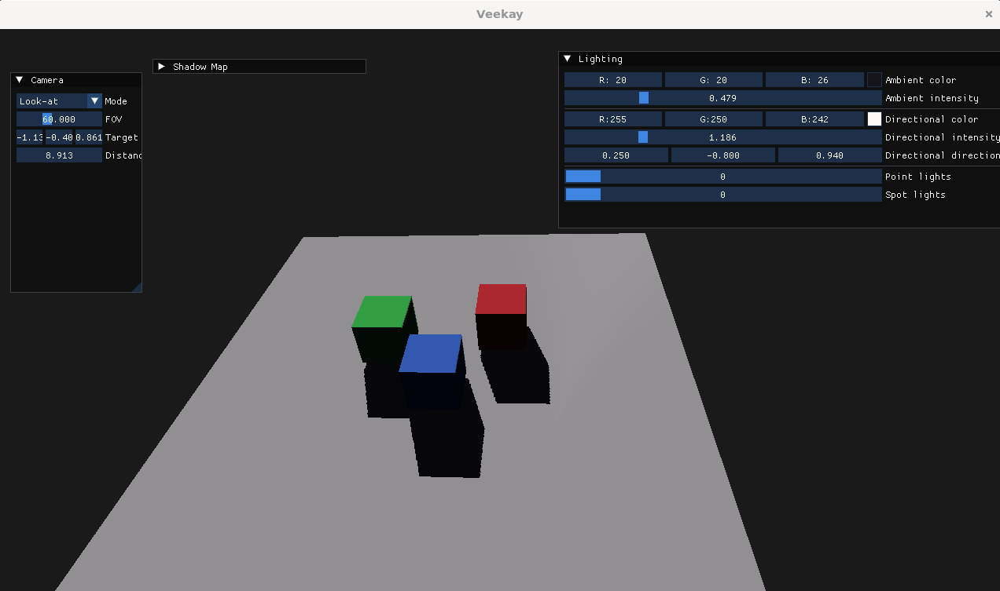 Veekay
Shadow Map
Camera
Look-at Mode
60.000 FOV
-1.13 -0.40 0.861 Target
8.913 Distanc
Lighting
R: 20 G: 20 B: 26 Ambient color
0.479 Ambient intensity
R:255 G:250 B:242 Directional color
1.186 Directional intensity
0.250 -0.800 0.940 Directional direction
0 Point lights
0 Spot lights